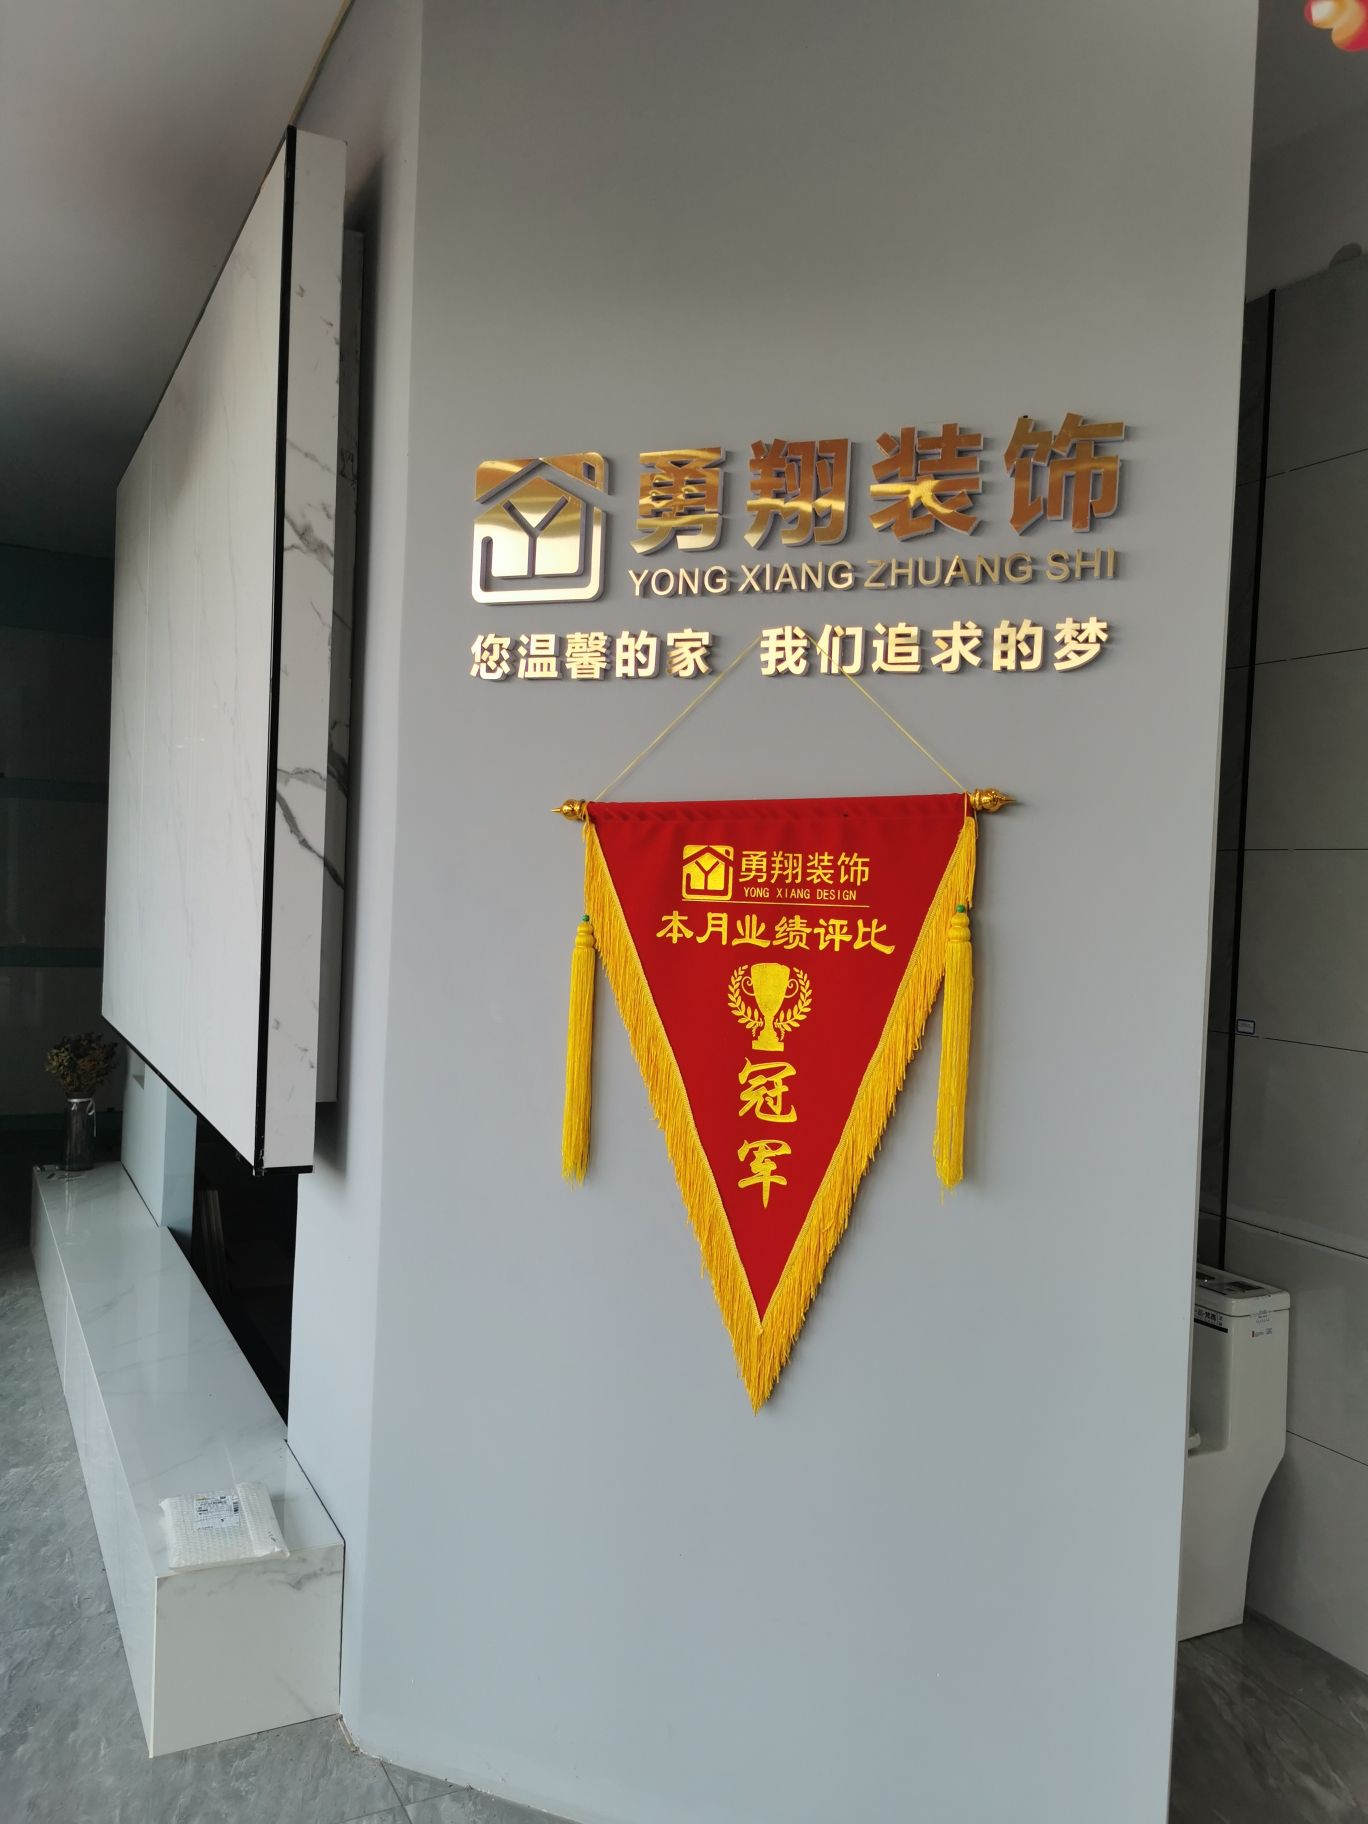 勇翔装饰
YONG XIANG ZHUANG SHI
您温馨的家 我们追求的梦
勇翔装饰
YONG XIANG DESIGN
本月业绩评比
冠
军